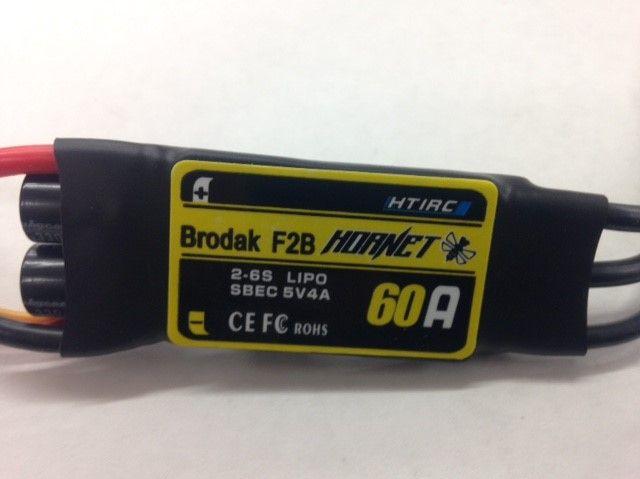 HTIRC
Brodak F2B HORNET
2-6S LIPO
SBEC 5V4A
60A
CE FC ROHS